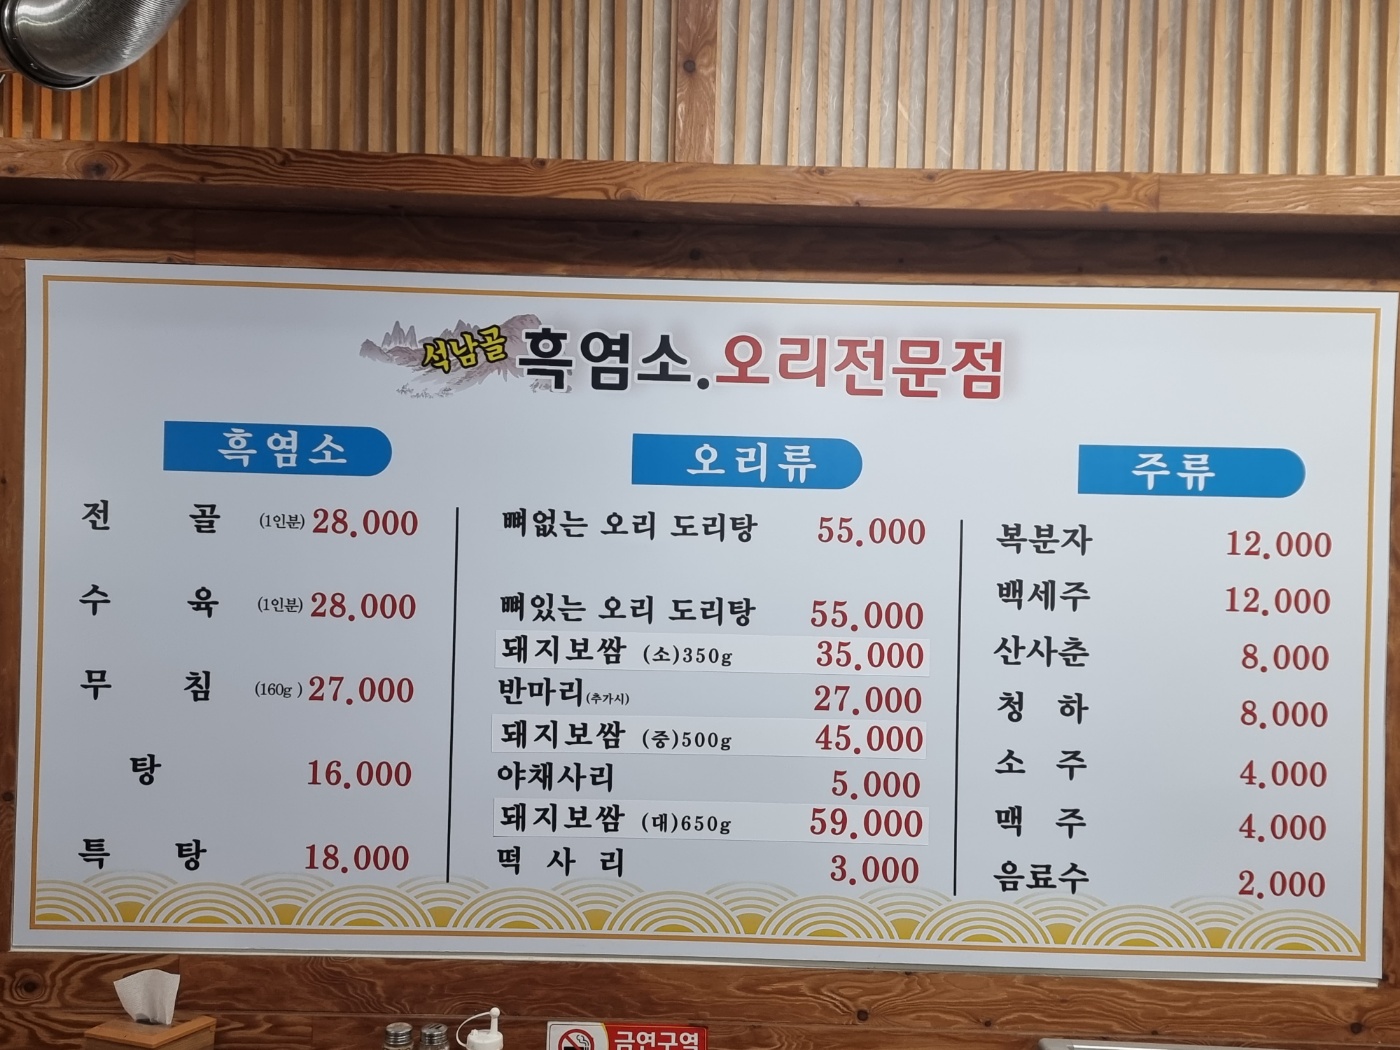 석남골 흑염소.오리전문점
흑염소
전 골 (1인분) 28.000
수 육 (1인분) 28.000
무 침 (160g) 27.000
탕 16.000
특 탕 18.000
오리류
뼈없는 오리 도리탕 55.000
뼈있는 오리 도리탕 55.000
돼지보쌈 (소)350g 35.000
반마리(추가시) 27.000
돼지보쌈 (중)500g 45.000
야채사리 5.000
돼지보쌈 (대)650g 59.000
떡 사 리 3.000
주류
복분자 12.000
백세주 12.000
산사춘 8.000
청 하 8.000
소 주 4.000
맥 주 4.000
음료수 2.000
금연구역